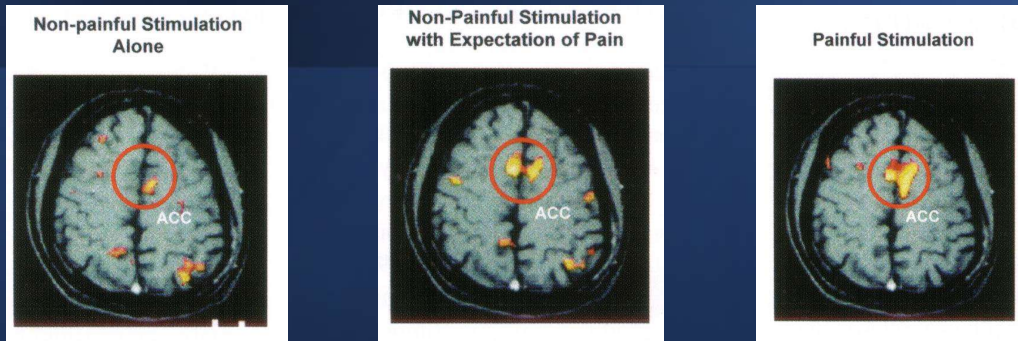 Non-painful Stimulation
Alone
ACC
Non-Painful Stimulation
with Expectation of Pain
ACC
Painful Stimulation
ACC